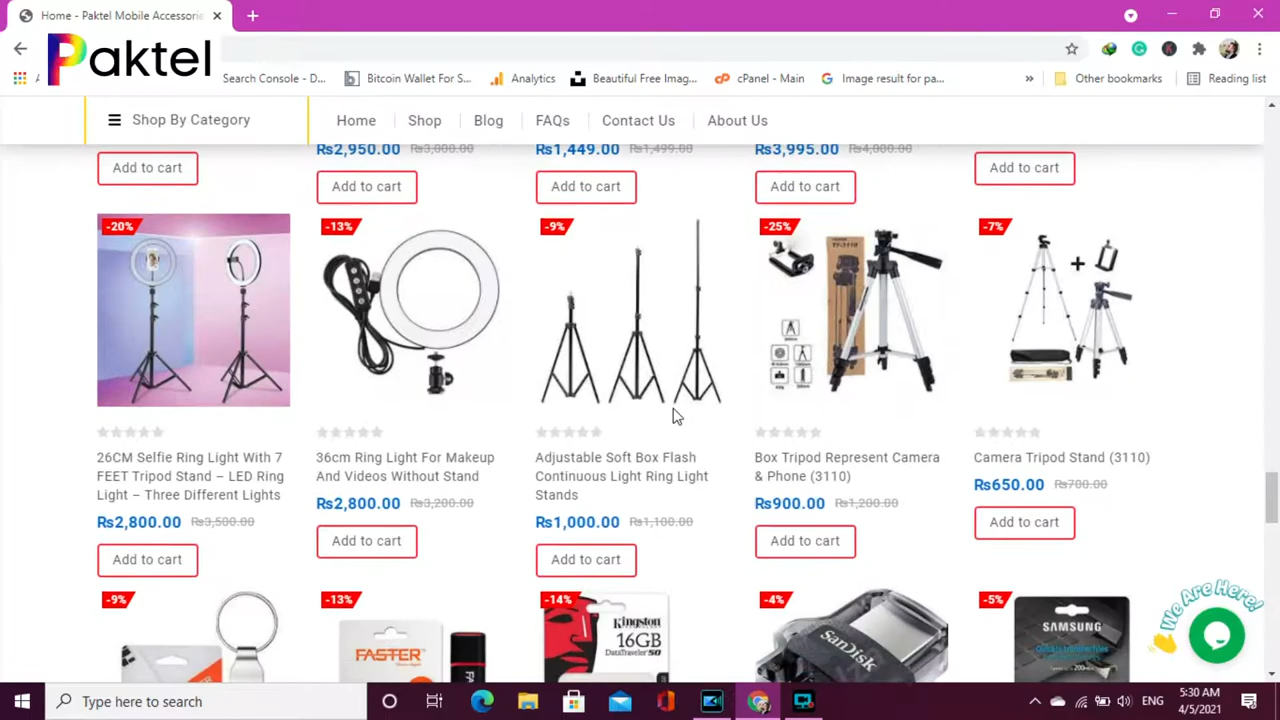 Home - Paktel Mobile Accessorie
Paktel
Search Console - D...
Bitcoin Wallet For S...
Analytics
Beautiful Free Imag...
cPanel - Main
Image result for pa...
»
Other bookmarks
Reading list
Shop By Category
Home
Shop
Blog
FAQs
Contact Us
About Us
₨2,950.00 ₨3,000.00
₨1,449.00 ₨1,499.00
₨3,995.00 ₨4,000.00
Add to cart
Add to cart
Add to cart
Add to cart
Add to cart
-20%
-13%
-9%
-25%
-7%
26CM Selfie Ring Light With 7
FEET Tripod Stand – LED Ring
Light – Three Different Lights
₨2,800.00 ₨3,500.00
Add to cart
36cm Ring Light For Makeup
And Videos Without Stand
₨2,800.00 ₨3,200.00
Add to cart
Adjustable Soft Box Flash
Continuous Light Ring Light
Stands
₨1,000.00 ₨1,100.00
Add to cart
Box Tripod Represent Camera
& Phone (3110)
₨900.00 ₨1,200.00
Add to cart
Camera Tripod Stand (3110)
₨650.00 ₨700.00
Add to cart
-9%
-13%
-14%
-4%
-5%
FASTER
Kingston
16GB
DataTraveler 50
SanDisk
SAMSUNG
We Are Here!
Type here to search
ENG
5:30 AM
4/5/2021